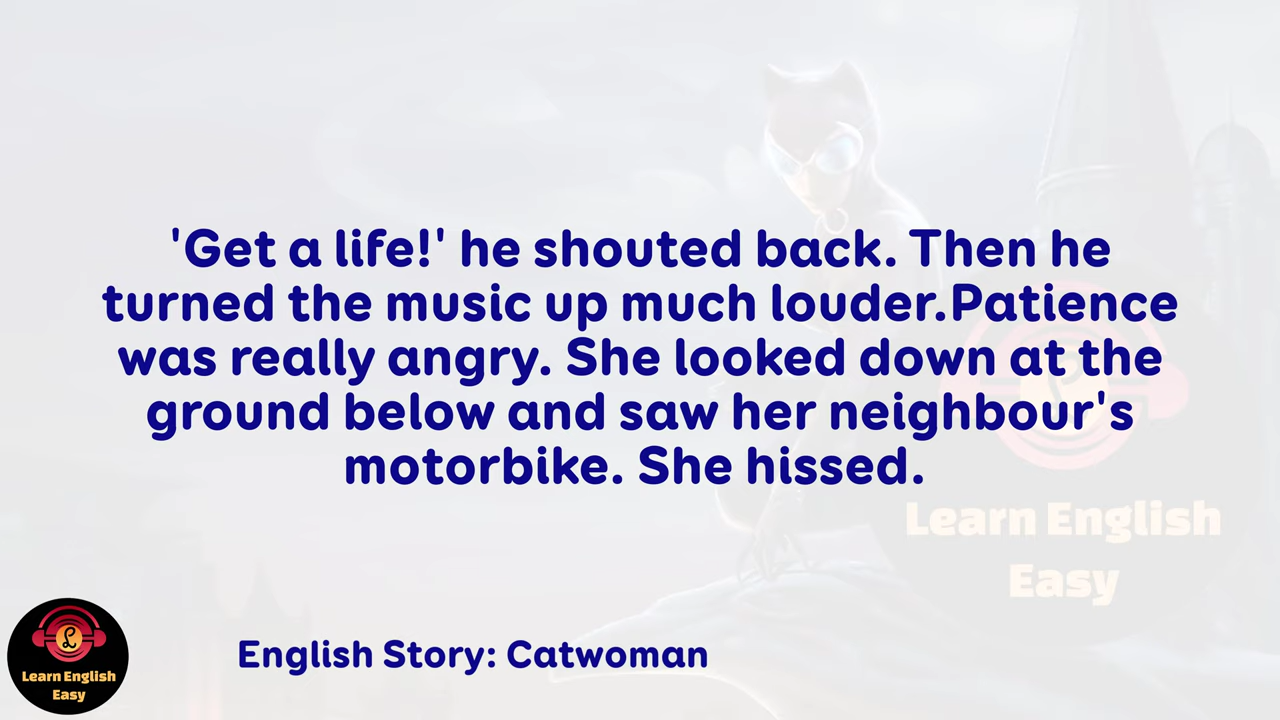 'Get a life!' he shouted back. Then he
turned the music up much louder.Patience
was really angry. She looked down at the
ground below and saw her neighbour's
motorbike. She hissed.
Learn English
Easy
English Story: Catwoman
Learn English
Easy